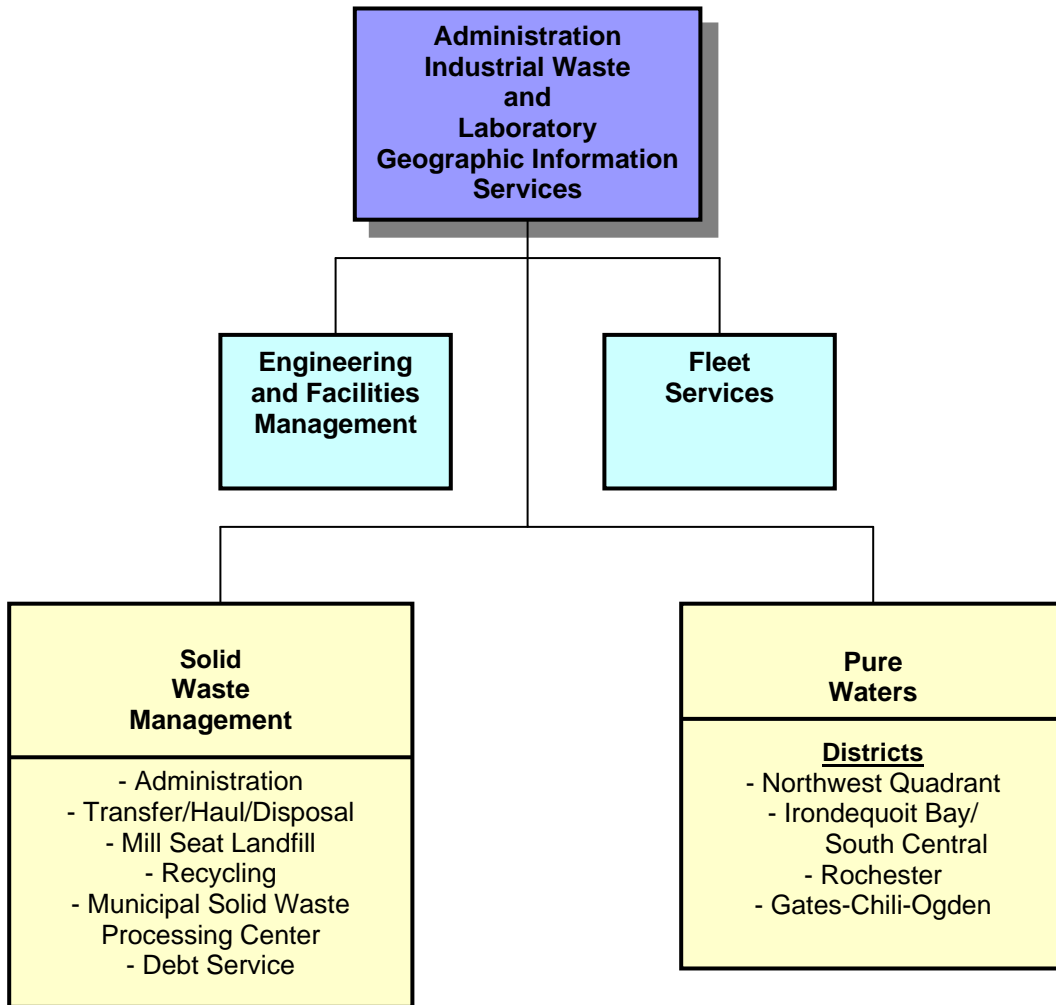 Administration
Industrial Waste
and
Laboratory
Geographic Information
Services
Engineering
and Facilities
Management
Fleet
Services
Solid
Waste
Management
- Administration
- Transfer/Haul/Disposal
- Mill Seat Landfill
- Recycling
- Municipal Solid Waste
Processing Center
- Debt Service
Pure
Waters
Districts
- Northwest Quadrant
- Irondequoit Bay/
South Central
- Rochester
- Gates-Chili-Ogden